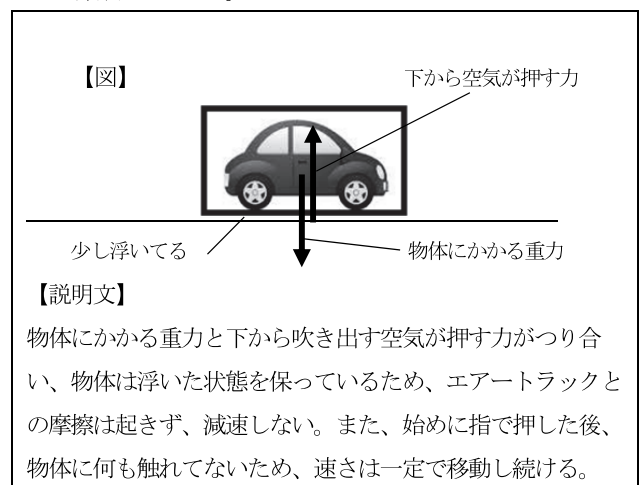 【図】
下から空気が押す力
少し浮いてる
物体にかかる重力
【説明文】
物体にかかる重力と下から吹き出す空気が押す力がつり合
い、物体は浮いた状態を保っているため、エアートラックと
の摩擦は起きず、減速しない。また、始めに指で押した後、
物体に何も触れてないため、速さは一定で移動し続ける。